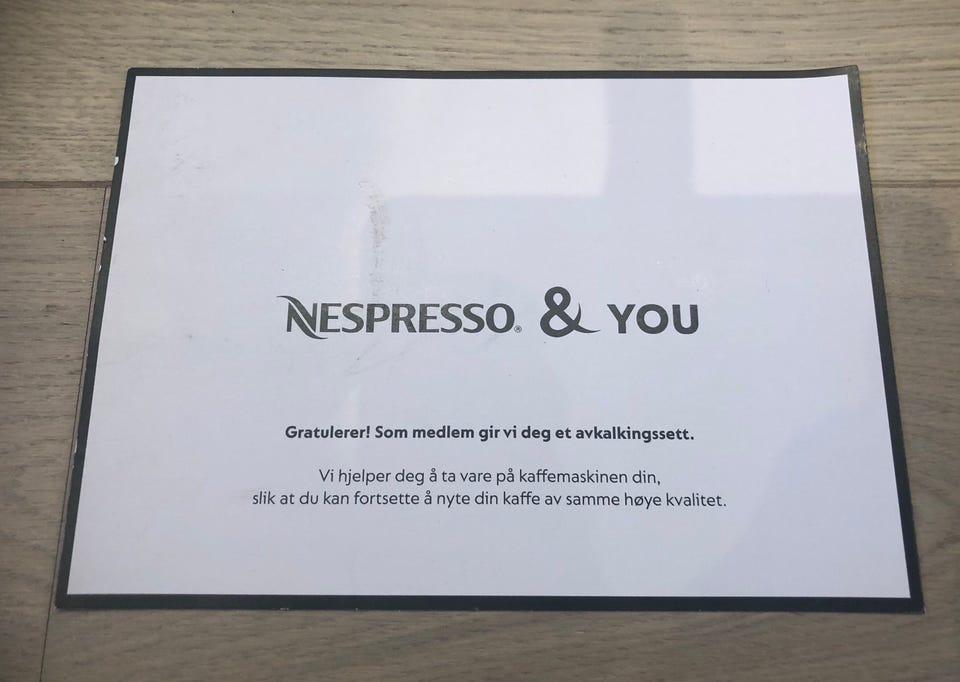 NESPRESSO® & YOU
Gratulerer! Som medlem gir vi deg et avkalkingssett.
Vi hjelper deg å ta vare på kaffemaskinen din,
slik at du kan fortsette å nyte din kaffe av samme høye kvalitet.